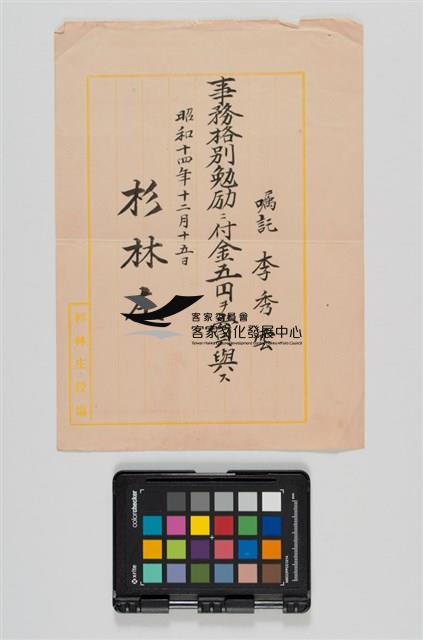 囑託 李秀
事務格別勉励ニ付金五円ヲ與ス
昭和十四年十二月十五日
杉林庄
杉林庄役場
客家委員會
客家文化發展中心
colorchecker
x-rite